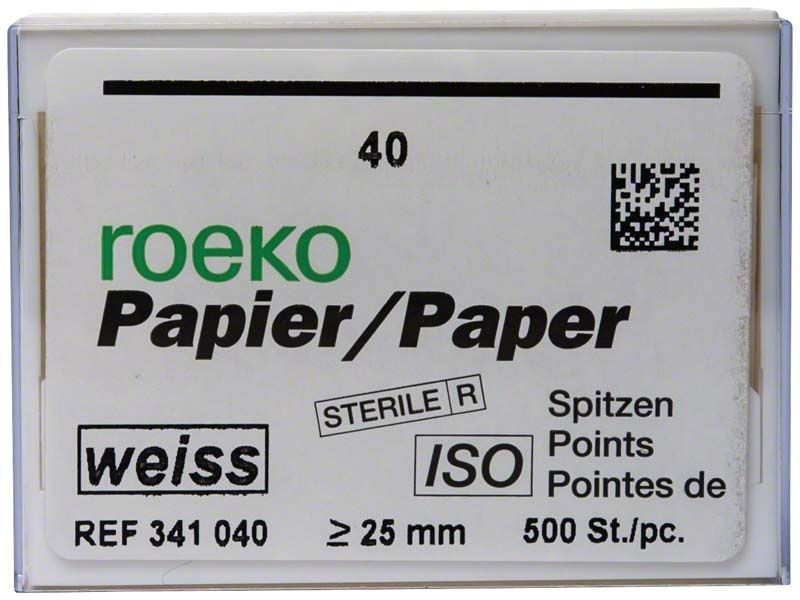 40
roeko
Papier/Paper
STERILE R
weiss
ISO
Spitzen
Points
Pointes de
REF 341 040 ≥ 25 mm 500 St./pc.